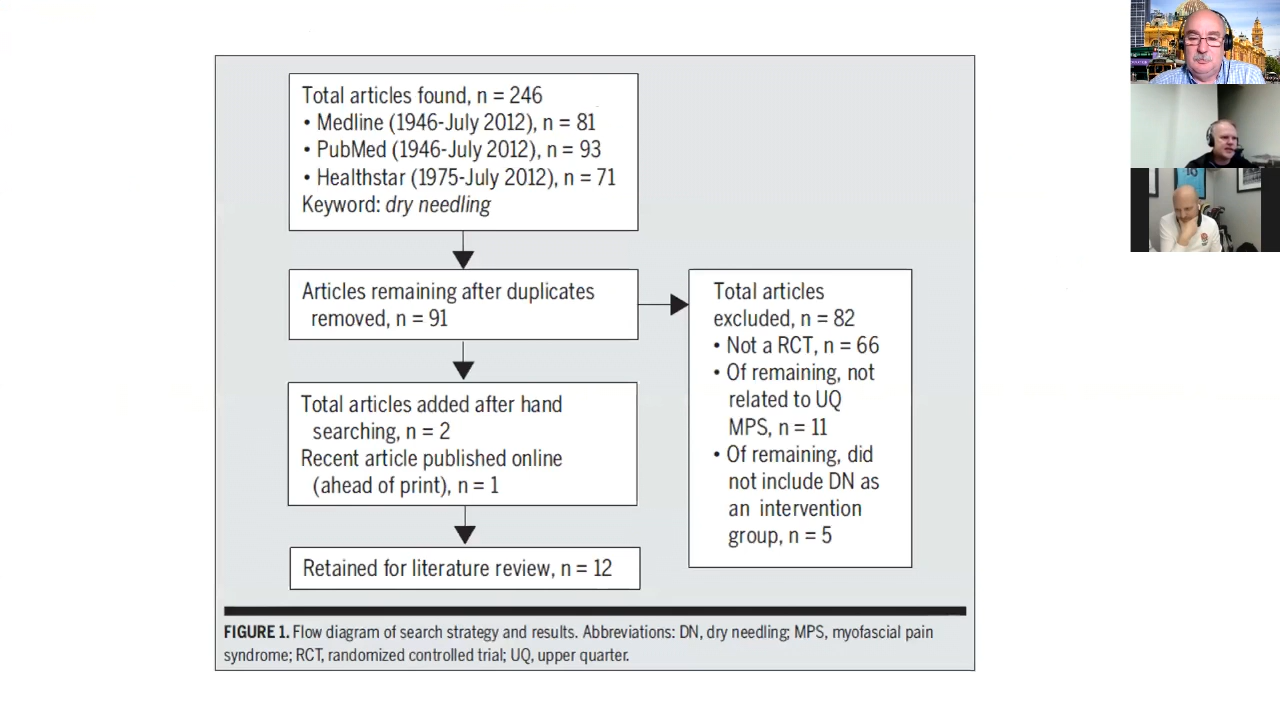 Total articles found, n = 246
• Medline (1946-July 2012), n = 81
• PubMed (1946-July 2012), n = 93
• Healthstar (1975-July 2012), n = 71
Keyword: dry needling
Articles remaining after duplicates
removed, n = 91
Total articles
excluded, n = 82
• Not a RCT, n = 66
• Of remaining, not
related to UQ
MPS, n = 11
• Of remaining, did
not include DN as
an intervention
group, n = 5
Total articles added after hand
searching, n = 2
Recent article published online
(ahead of print), n = 1
Retained for literature review, n = 12
FIGURE 1. Flow diagram of search strategy and results. Abbreviations: DN, dry needling; MPS, myofascial pain
syndrome; RCT, randomized controlled trial; UQ, upper quarter.